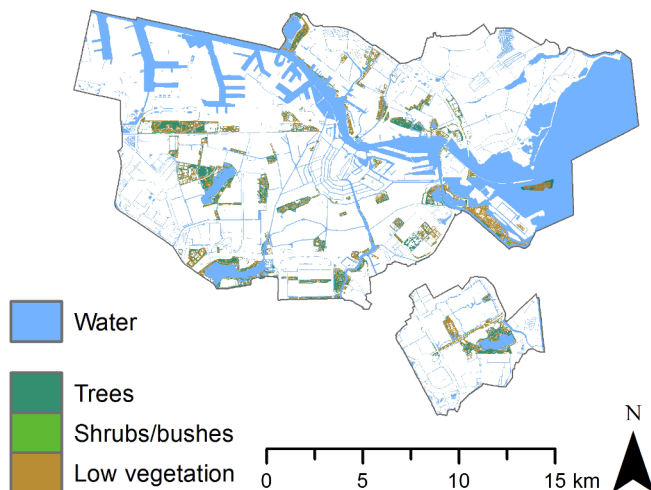 Water
Trees
Shrubs/bushes
Low vegetation
0 5 10 15 km
N